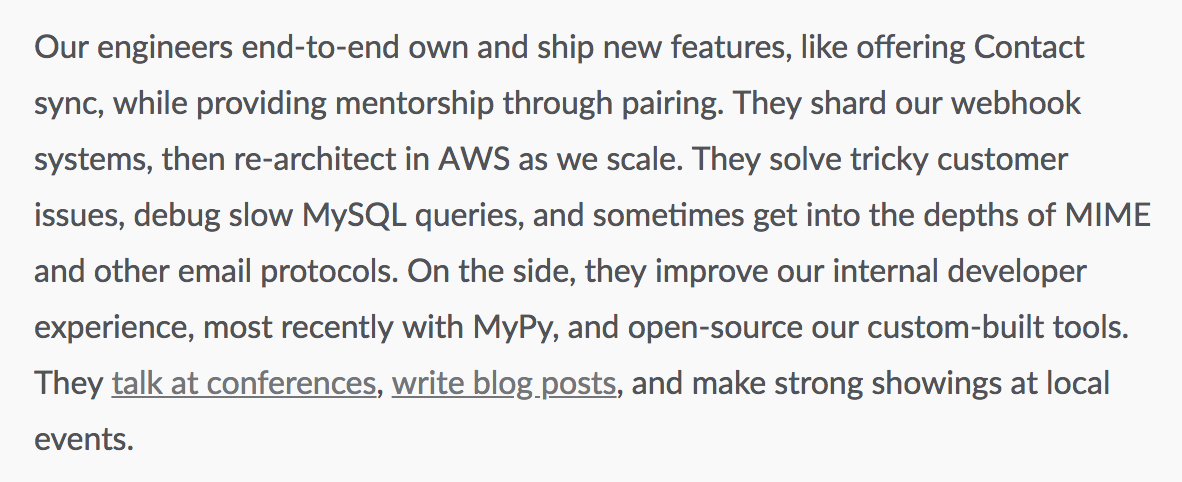 Our engineers end-to-end own and ship new features, like offering Contact
sync, while providing mentorship through pairing. They shard our webhook
systems, then re-architect in AWS as we scale. They solve tricky customer
issues, debug slow MySQL queries, and sometimes get into the depths of MIME
and other email protocols. On the side, they improve our internal developer
experience, most recently with MyPy, and open-source our custom-built tools.
They talk at conferences, write blog posts, and make strong showings at local
events.